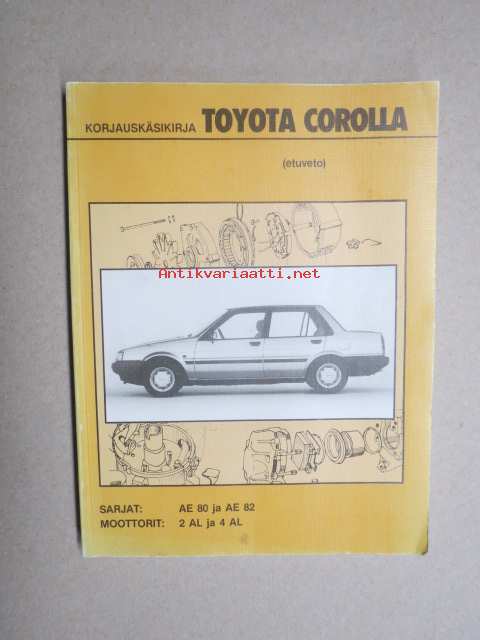 KORJAUSKÄSIKIRJA TOYOTA COROLLA
(etuveto)
Antikvariaatti.net
SARJAT: AE 80 ja AE 82
MOOTTORIT: 2 AL ja 4 AL